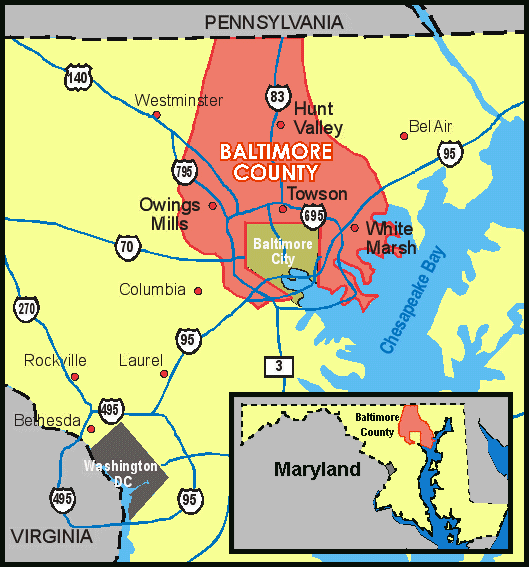 PENNSYLVANIA
140
83
Westminster
Hunt
Valley
Bel Air
BALTIMORE
COUNTY
95
795
Towson
Owings
Mills
695
White
Marsh
Baltimore
City
70
Chesapeake Bay
Columbia
270
95
3
Rockville
Laurel
495
Bethesda
Washington
DC
495
95
VIRGINIA
Baltimore
County
Maryland